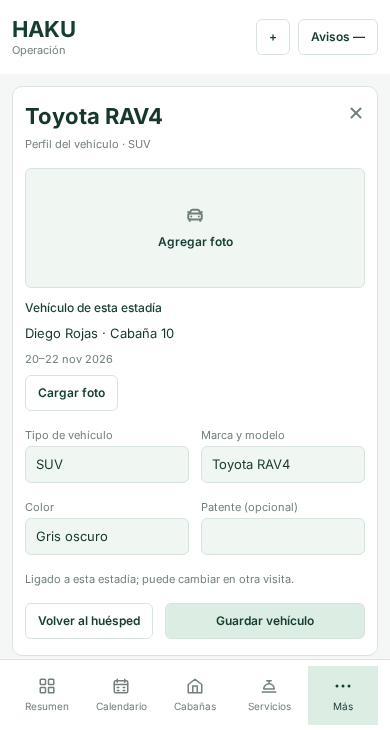 HAKU
Operación
+
Avisos —
Toyota RAV4
Perfil del vehículo · SUV
Agregar foto
Vehículo de esta estadía
Diego Rojas · Cabaña 10
20–22 nov 2026
Cargar foto
Tipo de vehículo
Marca y modelo
SUV
Toyota RAV4
Color
Patente (opcional)
Gris oscuro
Ligado a esta estadía; puede cambiar en otra visita.
Volver al huésped
Guardar vehículo
Resumen
Calendario
Cabañas
Servicios
Más